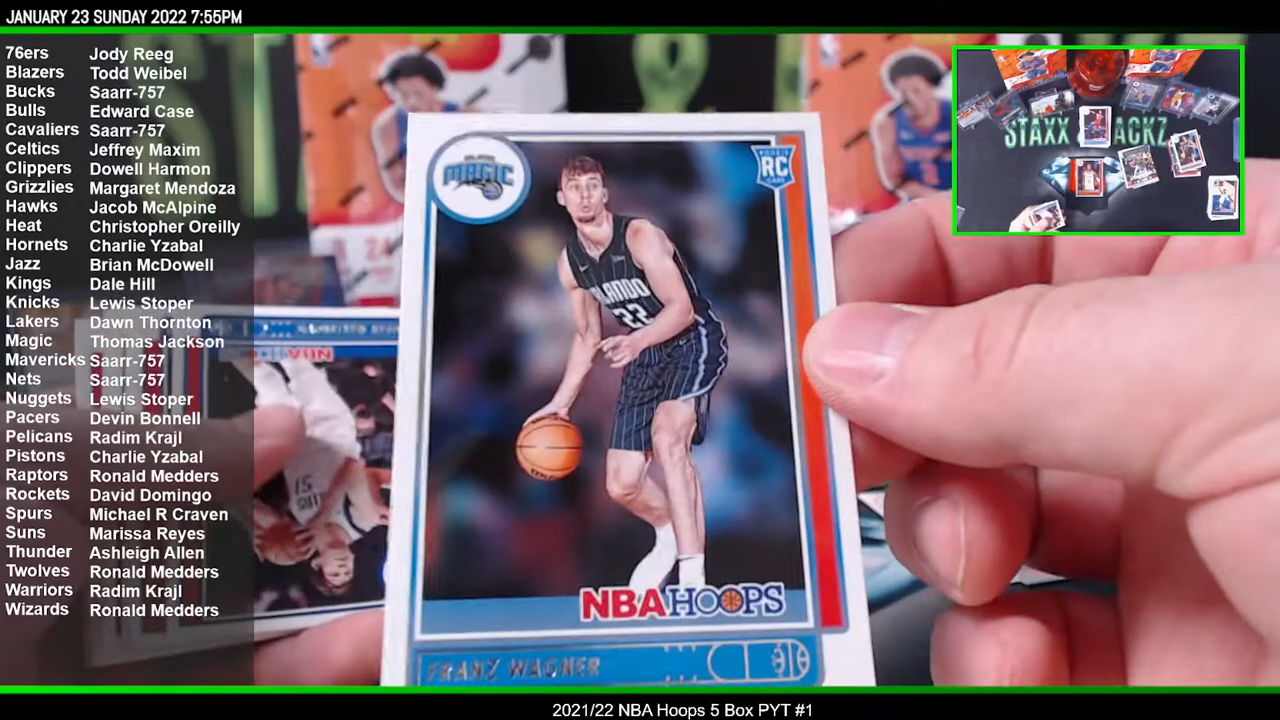 JANUARY 23 SUNDAY 2022 7:55PM
76ers Jody Reeg
Blazers Todd Weibel
Bucks Saarr-757
Bulls Edward Case
Cavaliers Saarr-757
Celtics Jeffrey Maxim
Clippers Dowell Harmon
Grizzlies Margaret Mendoza
Hawks Jacob McAlpine
Heat Christopher Oreilly
Hornets Charlie Yzabal
Jazz Brian McDowell
Kings Dale Hill
Knicks Lewis Stoper
Lakers Dawn Thornton
Magic Thomas Jackson
Mavericks Saarr-757
Nets Saarr-757
Nuggets Lewis Stoper
Pacers Devin Bonnell
Pelicans Radim Krajl
Pistons Charlie Yzabal
Raptors Ronald Medders
Rockets David Domingo
Spurs Michael R Craven
Suns Marissa Reyes
Thunder Ashleigh Allen
Twolves Ronald Medders
Warriors Radim Krajl
Wizards Ronald Medders
MAGIC
RC
ORLANDO
22
NBA HOOPS
FRANZ WAGNER
STAXX
ACKZ
2021/22 NBA Hoops 5 Box PYT #1